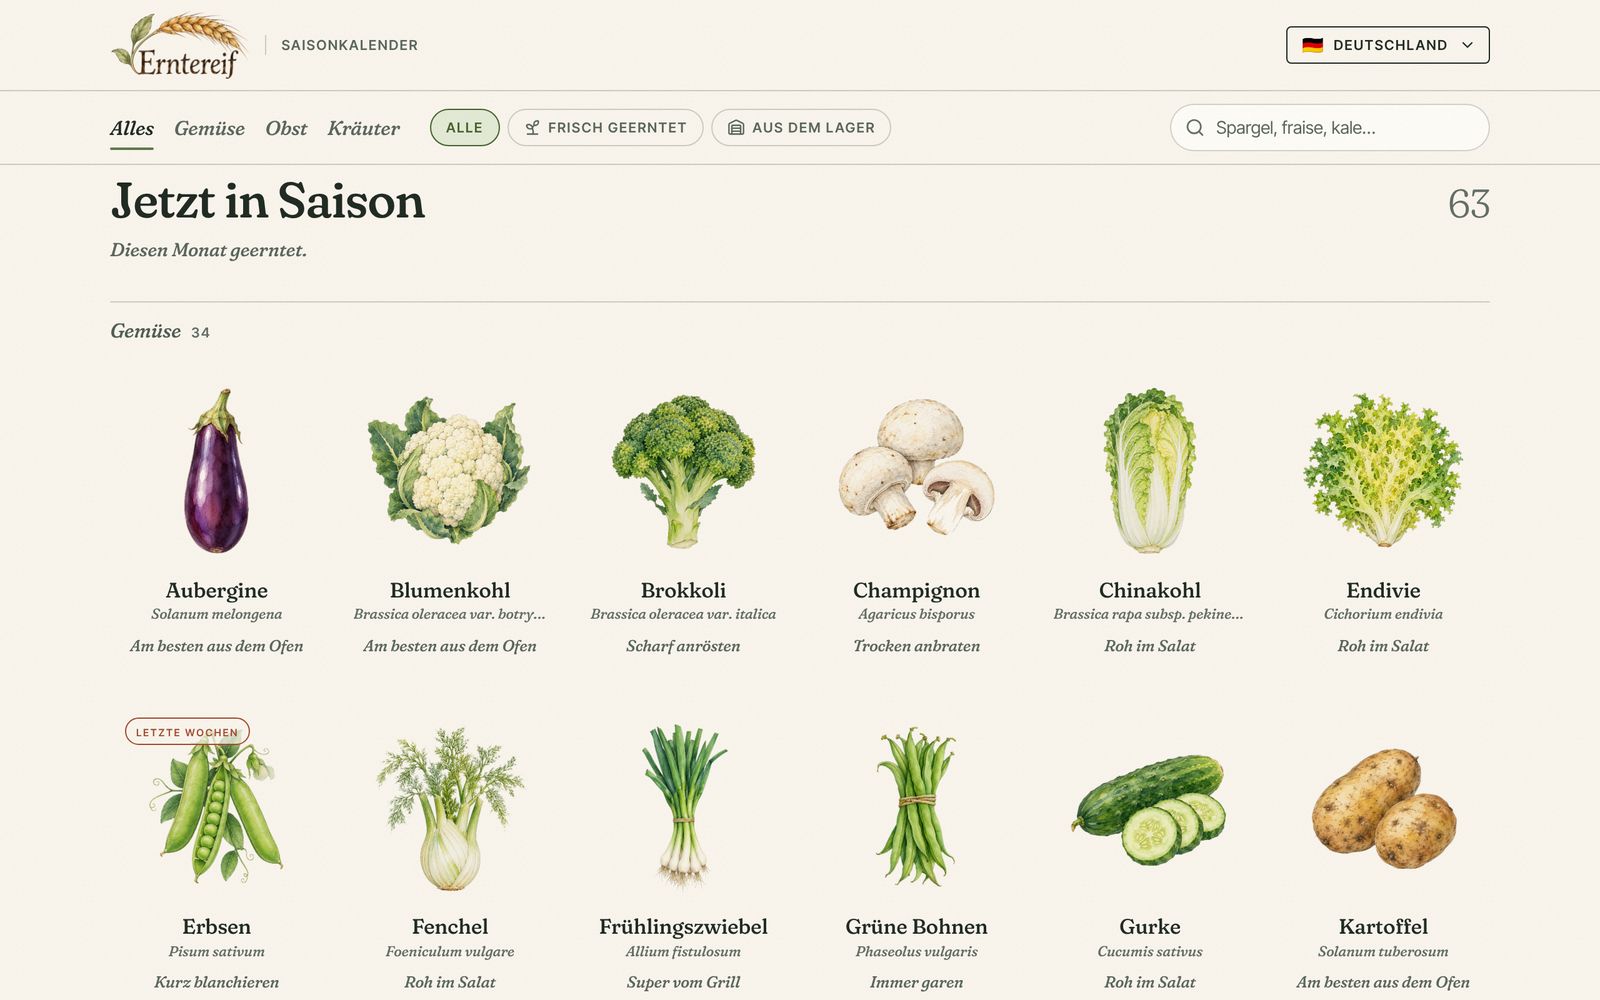 Erntereif
SAISONKALENDER
DEUTSCHLAND
Alles Gemüse Obst Kräuter
ALLE FRISCH GEERNTET AUS DEM LAGER
Spargel, fraise, kale...
Jetzt in Saison
63
Diesen Monat geerntet.
Gemüse 34
Aubergine
Solanum melongena
Am besten aus dem Ofen
Blumenkohl
Brassica oleracea var. botry...
Am besten aus dem Ofen
Brokkoli
Brassica oleracea var. italica
Scharf anrösten
Champignon
Agaricus bisporus
Trocken anbraten
Chinakohl
Brassica rapa subsp. pekine...
Roh im Salat
Endivie
Cichorium endivia
Roh im Salat
LETZTE WOCHEN
Erbsen
Pisum sativum
Kurz blanchieren
Fenchel
Foeniculum vulgare
Roh im Salat
Frühlingszwiebel
Allium fistulosum
Super vom Grill
Grüne Bohnen
Phaseolus vulgaris
Immer garen
Gurke
Cucumis sativus
Roh im Salat
Kartoffel
Solanum tuberosum
Am besten aus dem Ofen